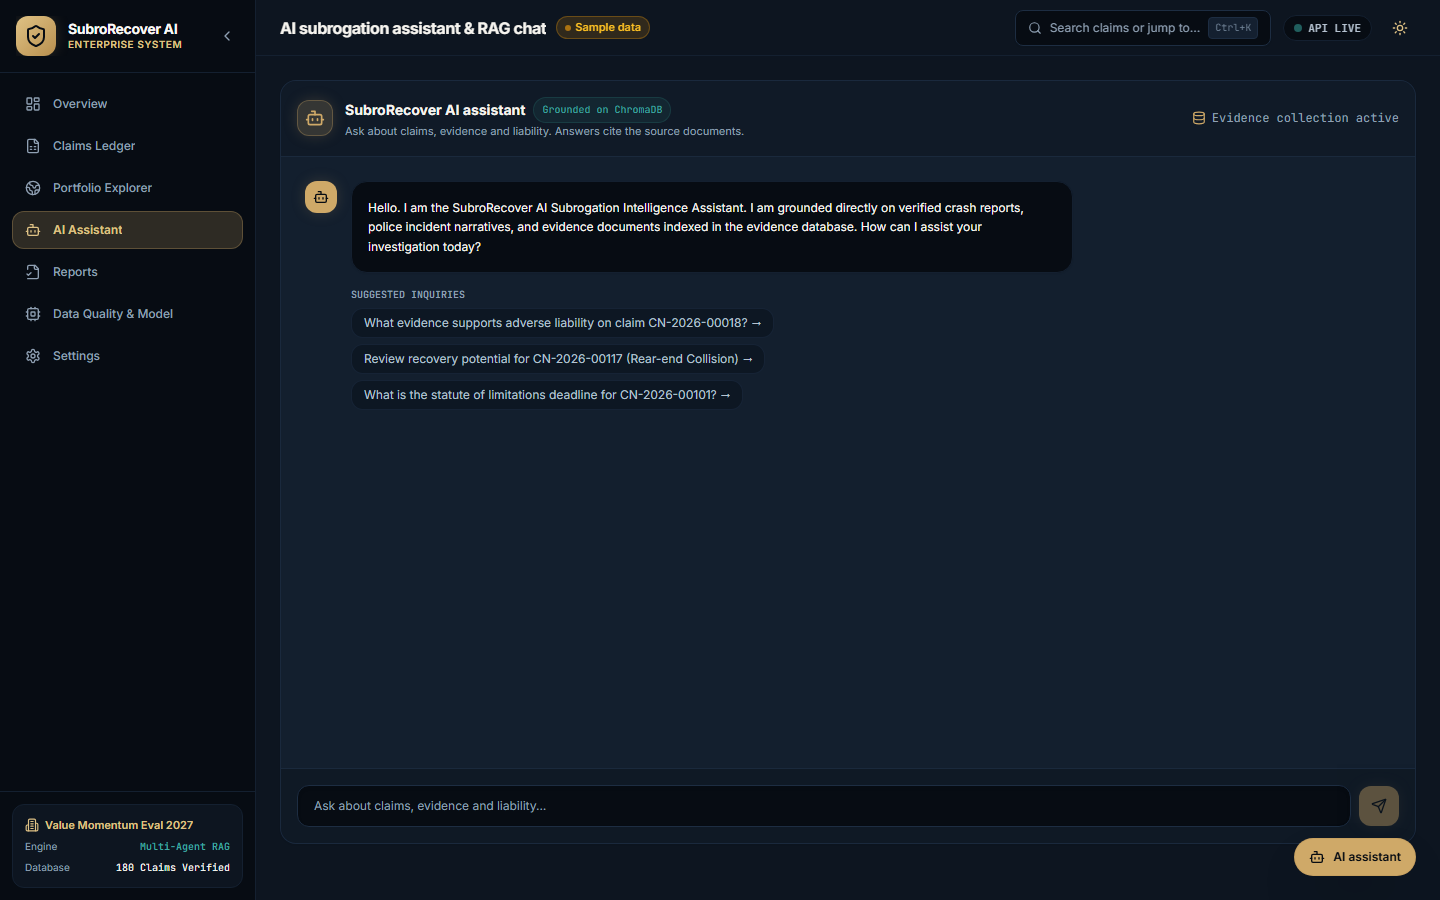 SubroRecover AI
ENTERPRISE SYSTEM
Overview
Claims Ledger
Portfolio Explorer
AI Assistant
Reports
Data Quality & Model
Settings
Value Momentum Eval 2027
Engine Multi-Agent RAG
Database 180 Claims Verified
AI subrogation assistant & RAG chat
Sample data
Search claims or jump to... Ctrl+K
API LIVE
SubroRecover AI assistant
Grounded on ChromaDB
Ask about claims, evidence and liability. Answers cite the source documents.
Evidence collection active
Hello. I am the SubroRecover AI Subrogation Intelligence Assistant. I am grounded directly on verified crash reports,
police incident narratives, and evidence documents indexed in the evidence database. How can I assist your
investigation today?
SUGGESTED INQUIRIES
What evidence supports adverse liability on claim CN-2026-00018? →
Review recovery potential for CN-2026-00117 (Rear-end Collision) →
What is the statute of limitations deadline for CN-2026-00101? →
Ask about claims, evidence and liability...
AI assistant